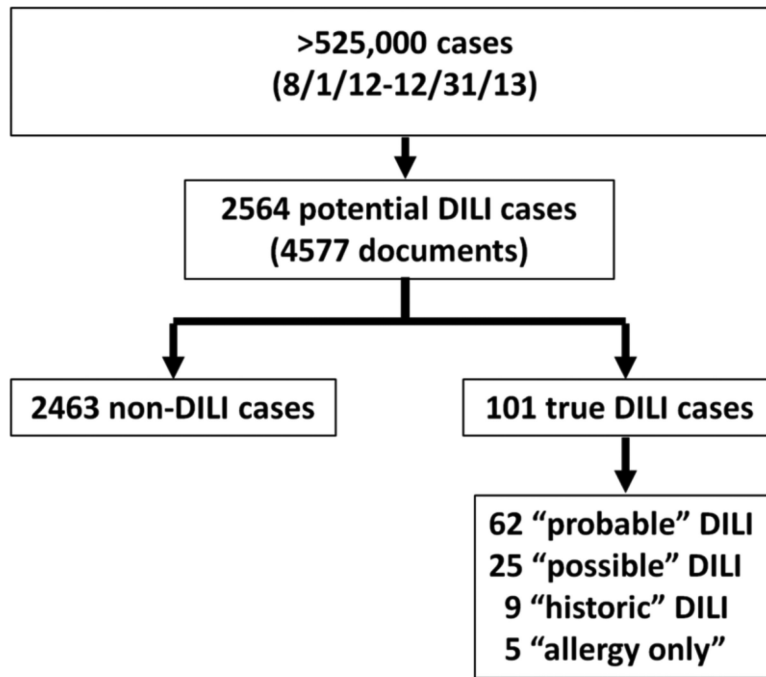 >525,000 cases
(8/1/12-12/31/13)
2564 potential DILI cases
(4577 documents)
2463 non-DILI cases
101 true DILI cases
62 “probable” DILI
25 “possible” DILI
9 “historic” DILI
5 “allergy only”